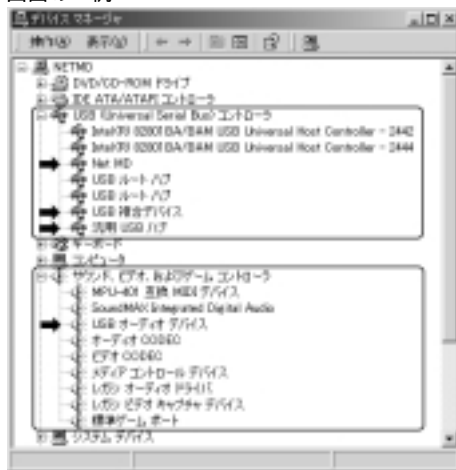 デバイス マネージャ
操作(A) 表示(V)
NETMD
DVD/CD-ROM ドライブ
IDE ATA/ATAPI コントローラ
USB (Universal Serial Bus) コントローラ
Intel(R) 82801BA/BAM USB Universal Host Controller - 2442
Intel(R) 82801BA/BAM USB Universal Host Controller - 2444
Net MD
USB ルート ハブ
USB ルート ハブ
USB 複合デバイス
汎用 USB ハブ
キーボード
コンピュータ
サウンド、ビデオ、およびゲーム コントローラ
MPU-401 互換 MIDI デバイス
SoundMAX Integrated Digital Audio
USB オーディオ デバイス
オーディオ CODEC
ビデオ CODEC
メディア コントロール デバイス
レガシ オーディオ ドライバ
レガシ ビデオ キャプチャ デバイス
標準ゲーム ポート
システム デバイス